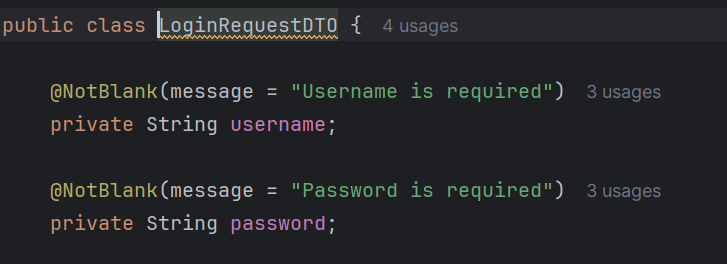 public class LoginRequestDTO { 4 usages
@NotBlank(message = "Username is required") 3 usages
private String username;
@NotBlank(message = "Password is required") 3 usages
private String password;